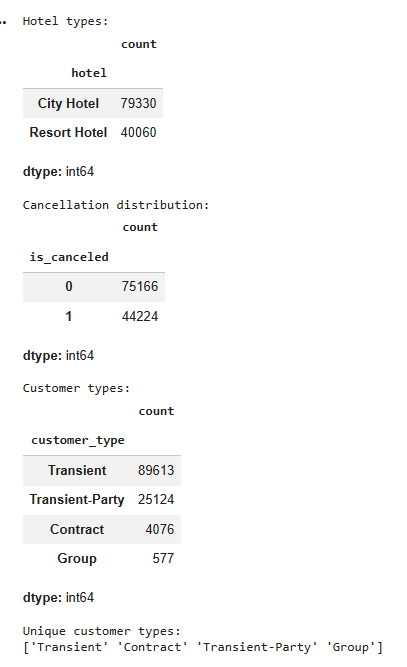 Hotel types:
count
hotel
City Hotel 79330
Resort Hotel 40060
dtype: int64
Cancellation distribution:
count
is_canceled
0 75166
1 44224
dtype: int64
Customer types:
count
customer_type
Transient 89613
Transient-Party 25124
Contract 4076
Group 577
dtype: int64
Unique customer types:
['Transient' 'Contract' 'Transient-Party' 'Group']